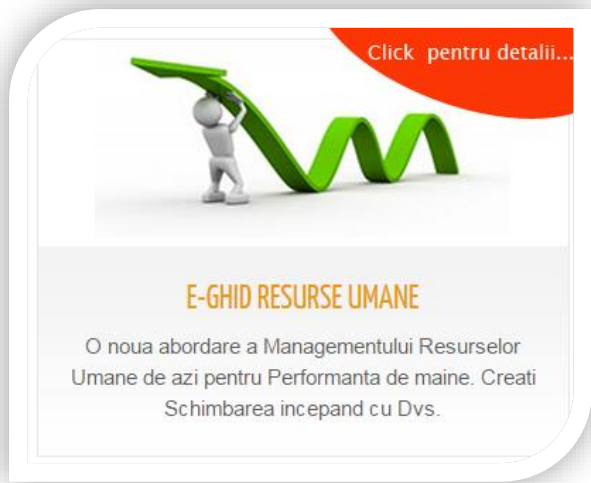 Click pentru detalii...
E-GHID RESURSE UMANE
O noua abordare a Managementului Resurselor
Umane de azi pentru Performanta de maine. Creati
Schimbarea incepand cu Dvs.